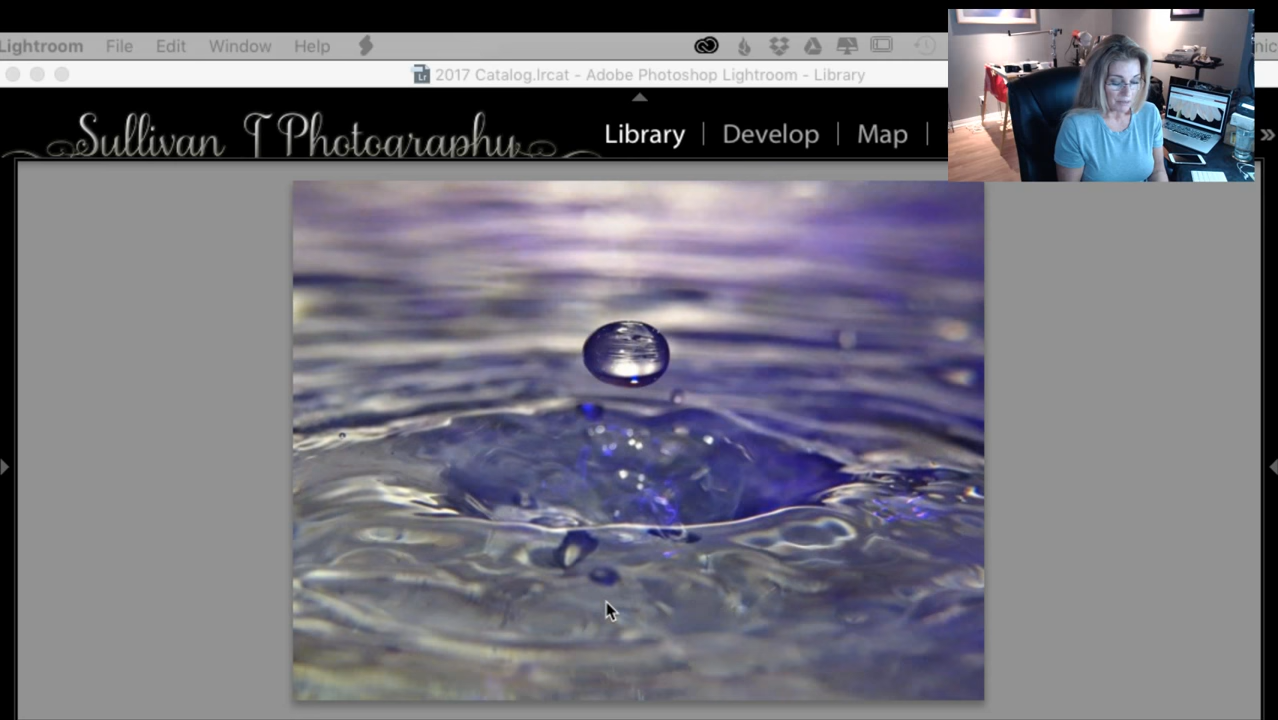 Lightroom File Edit Window Help
2017 Catalog.lrcat - Adobe Photoshop Lightroom - Library
Sullivan J Photography Library | Develop | Map |